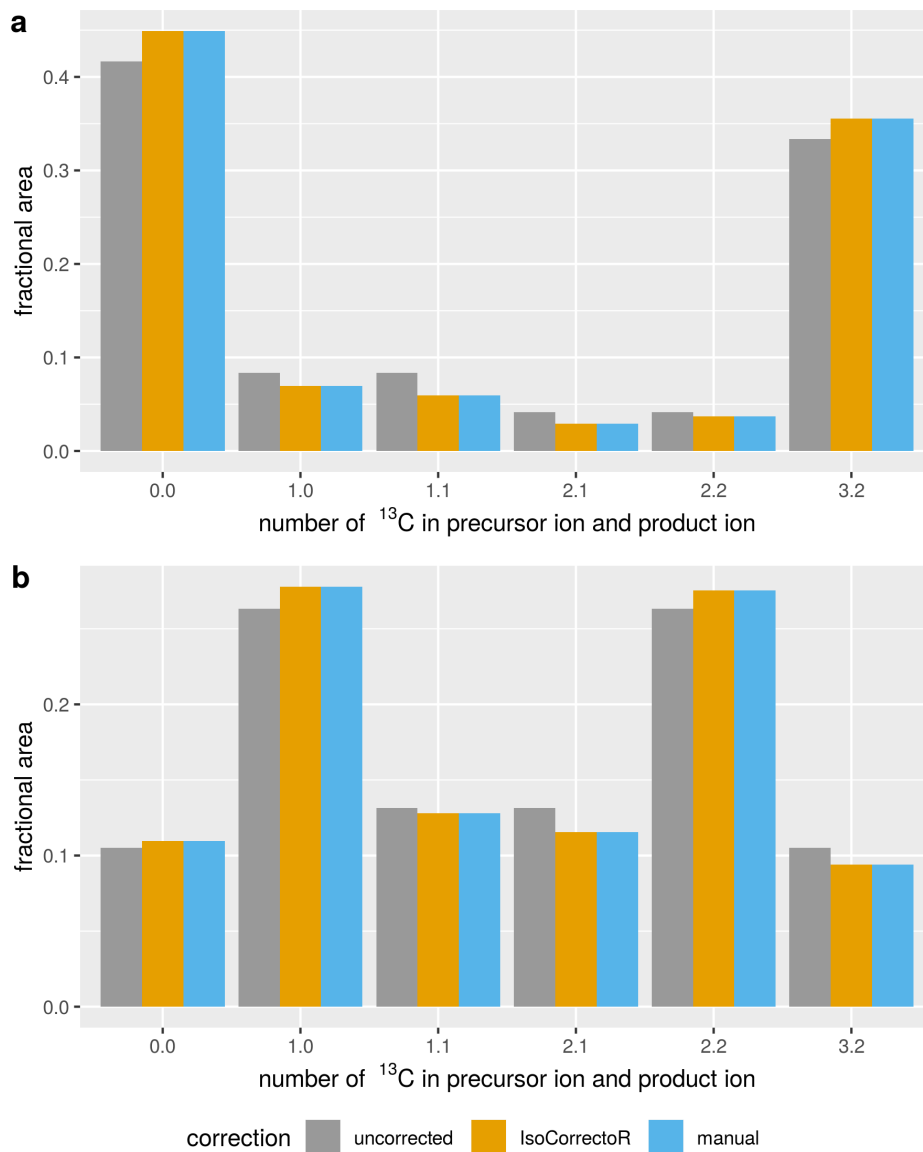 a
0.4
0.3
0.2
0.1
0.0
fractional area
0.0 1.0 1.1 2.1 2.2 3.2
number of ¹³C in precursor ion and product ion
b
0.2
0.1
0.0
fractional area
0.0 1.0 1.1 2.1 2.2 3.2
number of ¹³C in precursor ion and product ion
correction uncorrected IsoCorrectoR manual